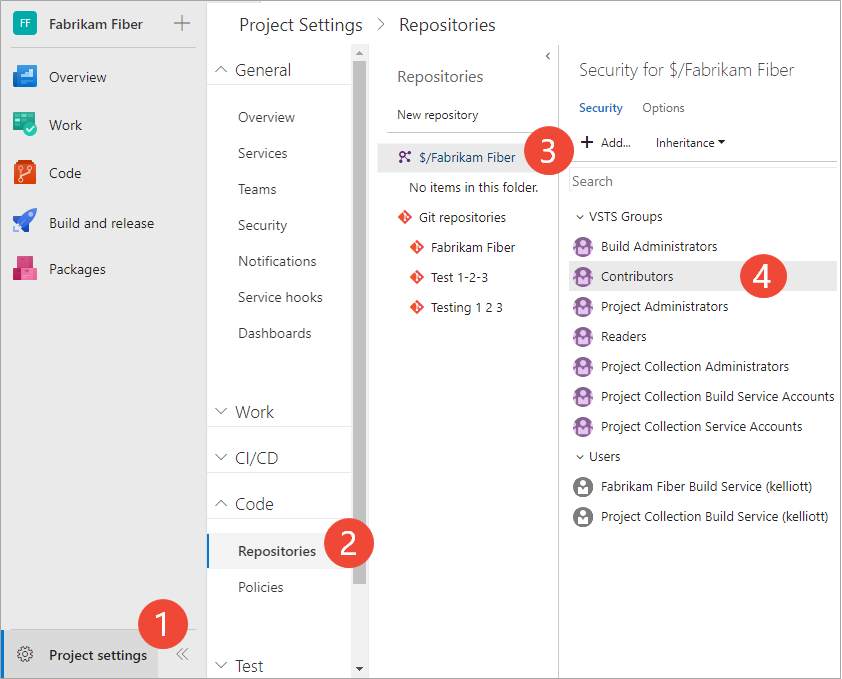 FF Fabrikam Fiber
Overview
Work
Code
Build and release
Packages
1
Project settings
Project Settings > Repositories
General
Overview
Services
Teams
Security
Notifications
Service hooks
Dashboards
Work
CI/CD
Code
Repositories 2
Policies
Test
Repositories
New repository
$/Fabrikam Fiber 3
No items in this folder.
Git repositories
Fabrikam Fiber
Test 1-2-3
Testing 1 2 3
Security for $/Fabrikam Fiber
Security Options
+ Add... Inheritance
Search
VSTS Groups
Build Administrators
Contributors 4
Project Administrators
Readers
Project Collection Administrators
Project Collection Build Service Accounts
Project Collection Service Accounts
Users
Fabrikam Fiber Build Service (kelliott)
Project Collection Build Service (kelliott)